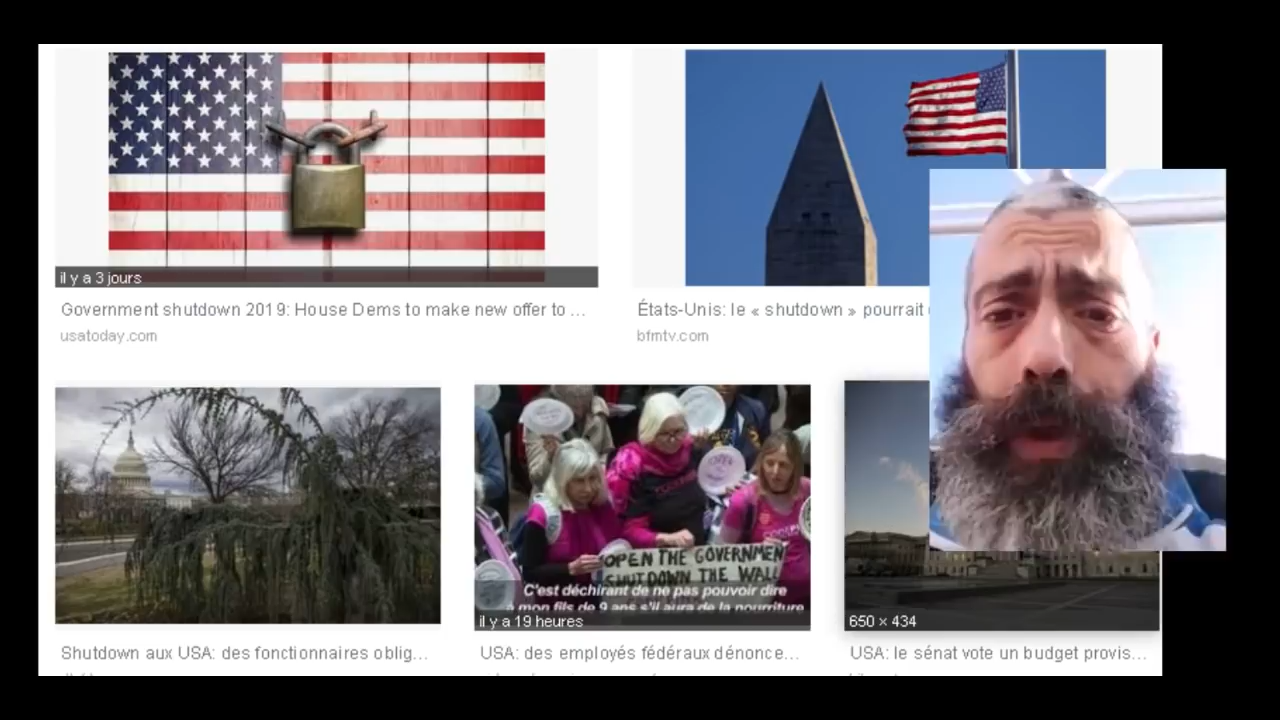 il y a 3 jours
Government shutdown 2019: House Dems to make new offer to ...
usatoday.com
États-Unis: le « shutdown » pourrait
bfmtv.com
OPEN THE GOVERNMENT
SHUTDOWN THE WALL
C'est déchirant de ne pas pouvoir dire
à mon fils de 9 ans s'il aura de la nourriture
il y a 19 heures
650 × 434
Shutdown aux USA: des fonctionnaires oblig...
USA: des employés fédéraux dénonce...
USA: le sénat vote un budget provis...